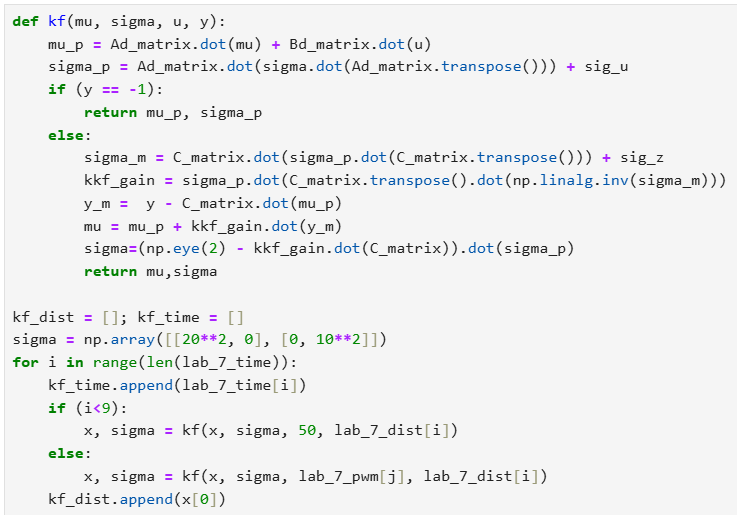 def kf(mu, sigma, u, y):
    mu_p = Ad_matrix.dot(mu) + Bd_matrix.dot(u)
    sigma_p = Ad_matrix.dot(sigma.dot(Ad_matrix.transpose())) + sig_u
    if (y == -1):
        return mu_p, sigma_p
    else:
        sigma_m = C_matrix.dot(sigma_p.dot(C_matrix.transpose())) + sig_z
        kkf_gain = sigma_p.dot(C_matrix.transpose().dot(np.linalg.inv(sigma_m)))
        y_m =  y - C_matrix.dot(mu_p)
        mu = mu_p + kkf_gain.dot(y_m)
        sigma=(np.eye(2) - kkf_gain.dot(C_matrix)).dot(sigma_p)
        return mu,sigma

kf_dist = []; kf_time = []
sigma = np.array([[20**2, 0], [0, 10**2]])
for i in range(len(lab_7_time)):
    kf_time.append(lab_7_time[i])
    if (i<9):
        x, sigma = kf(x, sigma, 50, lab_7_dist[i])
    else:
        x, sigma = kf(x, sigma, lab_7_pwm[j], lab_7_dist[i])
    kf_dist.append(x[0])